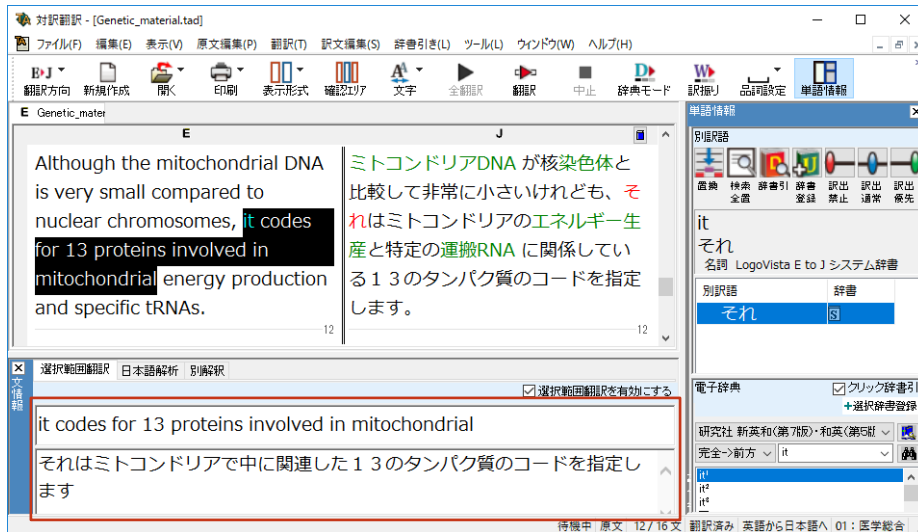 対訳翻訳 - [Genetic_material.tad]
ファイル(F) 編集(E) 表示(V) 原文編集(P) 翻訳(T) 訳文編集(S) 辞書引き(L) ツール(L) ウインドウ(W) ヘルプ(H)
E▸J
翻訳方向 新規作成 開く 印刷 表示形式 確認エリア 文字 全翻訳 翻訳 中止 辞典モード 訳振り 品詞設定 単語情報
E Genetic_mater
E J
Although the mitochondrial DNA
is very small compared to
nuclear chromosomes, it codes
for 13 proteins involved in
mitochondrial energy production
and specific tRNAs.
12
ミトコンドリアDNA が核染色体と
比較して非常に小さいけれども、そ
れはミトコンドリアのエネルギー生
産と特定の運搬RNA に関係してい
る１３のタンパク質のコードを指定
します。
12
単語情報
別訳語
置換 検索全置 辞書引 辞書登録 訳出禁止 訳出通常 訳出優先
it
それ
名詞 LogoVista E to J システム辞書
別訳語 辞書
それ S
文情報
選択範囲翻訳 日本語解析 別解釈
選択範囲翻訳を有効にする
it codes for 13 proteins involved in mitochondrial
それはミトコンドリアで中に関連した１３のタンパク質のコードを指定し
ます
電子辞典 クリック辞書引
+選択辞書登録
研究社 新英和(第7版)・和英(第5版
完全->前方 it
it¹
it²
待機中 原文 12 / 16 文 翻訳済み 英語から日本語へ 01：医学総合